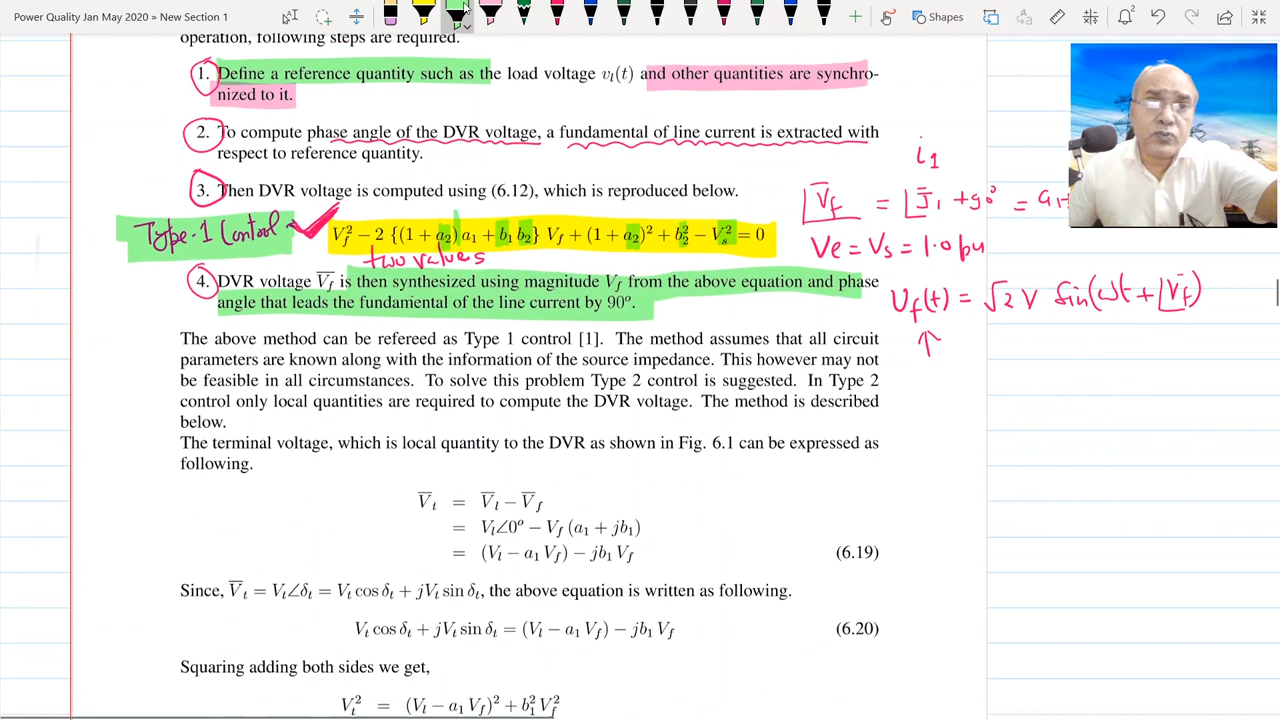 Power Quality Jan May 2020 » New Section 1
Shapes
operation, following steps are required.
1. Define a reference quantity such as the load voltage v_l(t) and other quantities are synchro-
nized to it.
2. To compute phase angle of the DVR voltage, a fundamental of line current is extracted with
respect to reference quantity.
i_1
3. Then DVR voltage is computed using (6.12), which is reproduced below.
∠V̄_f = ∠Ī_1 + 90° = a_1+
Type-1 Control ✓ V_f^2 − 2 {(1 + a_2) a_1 + b_1 b_2} V_f + (1 + a_2)^2 + b_2^2 − V_s^2 = 0
V_l = V_s = 1.0 pu
two values
4. DVR voltage V̄_f is then synthesized using magnitude V_f from the above equation and phase
angle that leads the fundamental of the line current by 90°.
v_f(t) = √2 V sin(ωt + ∠V̄_f)
↑
The above method can be refereed as Type 1 control [1]. The method assumes that all circuit
parameters are known along with the information of the source impedance. This however may not
be feasible in all circumstances. To solve this problem Type 2 control is suggested. In Type 2
control only local quantities are required to compute the DVR voltage. The method is described
below.
The terminal voltage, which is local quantity to the DVR as shown in Fig. 6.1 can be expressed as
following.
V̄_t = V̄_l − V̄_f
= V_l∠0° − V_f (a_1 + jb_1)
= (V_l − a_1 V_f) − jb_1 V_f (6.19)
Since, V̄_t = V_t∠δ_t = V_t cos δ_t + jV_t sin δ_t, the above equation is written as following.
V_t cos δ_t + jV_t sin δ_t = (V_l − a_1 V_f) − jb_1 V_f (6.20)
Squaring adding both sides we get,
V_t^2 = (V_l − a_1 V_f)^2 + b_1^2 V_f^2